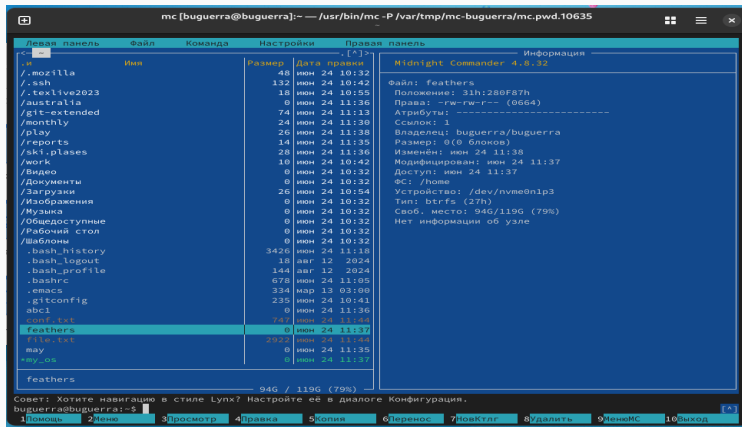 mc [buguerra@buguerra]:~ — /usr/bin/mc -P /var/tmp/mc-buguerra/mc.pwd.10635
Левая панель Файл Команда Настройки Правая панель
<- ~ .[^]>
.и Имя Размер Дата правки
/.mozilla 48 июн 24 10:32
/.ssh 132 июн 24 10:42
/.texlive2023 18 июн 24 10:55
/australia 0 июн 24 11:36
/git-extended 74 июн 24 11:13
/monthly 24 июн 24 11:30
/play 26 июн 24 11:38
/reports 14 июн 24 11:35
/ski.plases 28 июн 24 11:36
/work 10 июн 24 10:42
/Видео 0 июн 24 10:32
/Документы 0 июн 24 10:32
/Загрузки 26 июн 24 10:54
/Изображения 0 июн 24 10:32
/Музыка 0 июн 24 10:32
/Общедоступные 0 июн 24 10:32
/Рабочий стол 0 июн 24 10:32
/Шаблоны 0 июн 24 10:32
.bash_history 3426 июн 24 11:18
.bash_logout 18 авг 12 2024
.bash_profile 144 авг 12 2024
.bashrc 678 июн 24 11:05
.emacs 334 мар 13 03:00
.gitconfig 235 июн 24 10:41
abc1 0 июн 24 11:36
conf.txt 747 июн 24 11:44
feathers 0 июн 24 11:37
file.txt 2922 июн 24 11:44
may 0 июн 24 11:35
*my_os 0 июн 24 11:37
feathers
94G / 119G (79%)
Информация
Midnight Commander 4.8.32
Файл: feathers
Положение: 31h:280F87h
Права: -rw-rw-r-- (0664)
Атрибуты: --------------------------
Ссылок: 1
Владелец: buguerra/buguerra
Размер: 0(0 блоков)
Изменён: июн 24 11:38
Модифицирован: июн 24 11:37
Доступ: июн 24 11:37
ФС: /home
Устройство: /dev/nvme0n1p3
Тип: btrfs (27h)
Своб. место: 94G/119G (79%)
Нет информации об узле
Совет: Хотите навигацию в стиле Lynx? Настройте её в диалоге Конфигурация.
buguerra@buguerra:~$ [^]
1Помощь 2Меню 3Просмотр 4Правка 5Копия 6Перенос 7НовКтлг 8Удалить 9МенюMC 10Выход